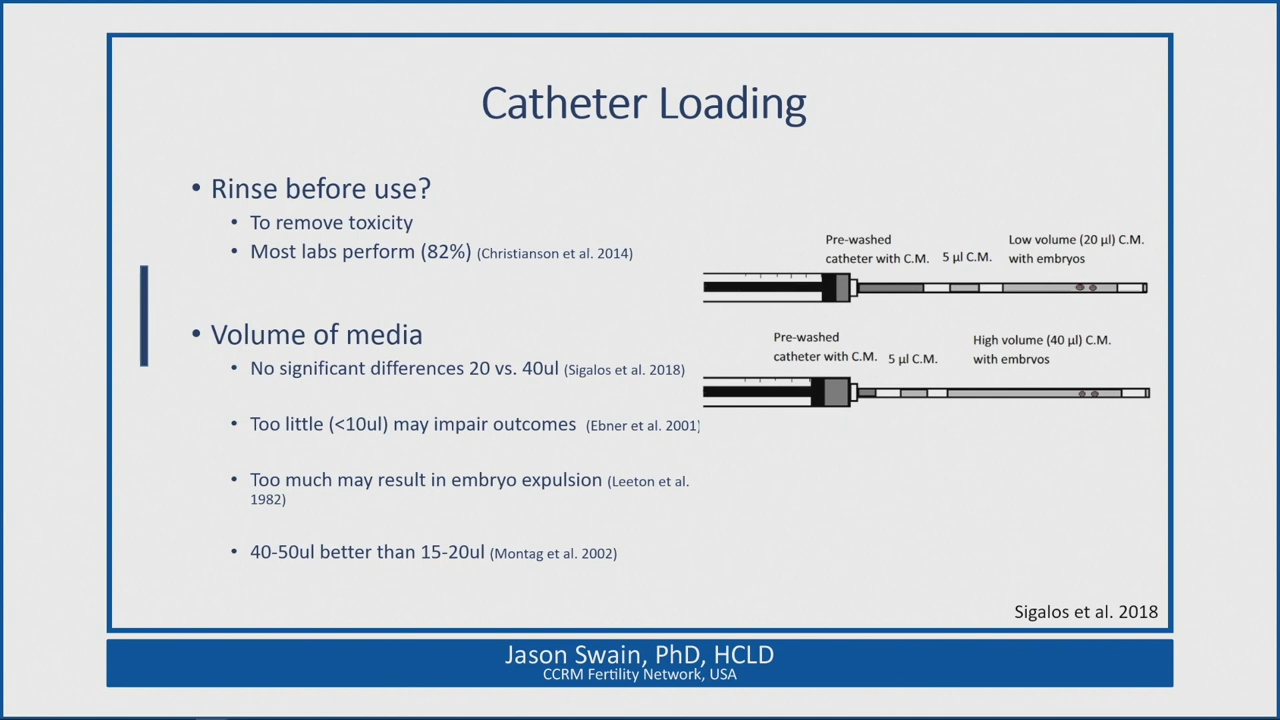 Catheter Loading
• Rinse before use?
• To remove toxicity
• Most labs perform (82%) (Christianson et al. 2014)
• Volume of media
• No significant differences 20 vs. 40ul (Sigalos et al. 2018)
• Too little (<10ul) may impair outcomes (Ebner et al. 2001)
• Too much may result in embryo expulsion (Leeton et al.
1982)
• 40-50ul better than 15-20ul (Montag et al. 2002)
Pre-washed
catheter with C.M.
5 µl C.M.
Low volume (20 µl) C.M.
with embryos
Pre-washed
catheter with C.M.
5 µl C.M.
High volume (40 µl) C.M.
with embryos
Sigalos et al. 2018
Jason Swain, PhD, HCLD
CCRM Fertility Network, USA